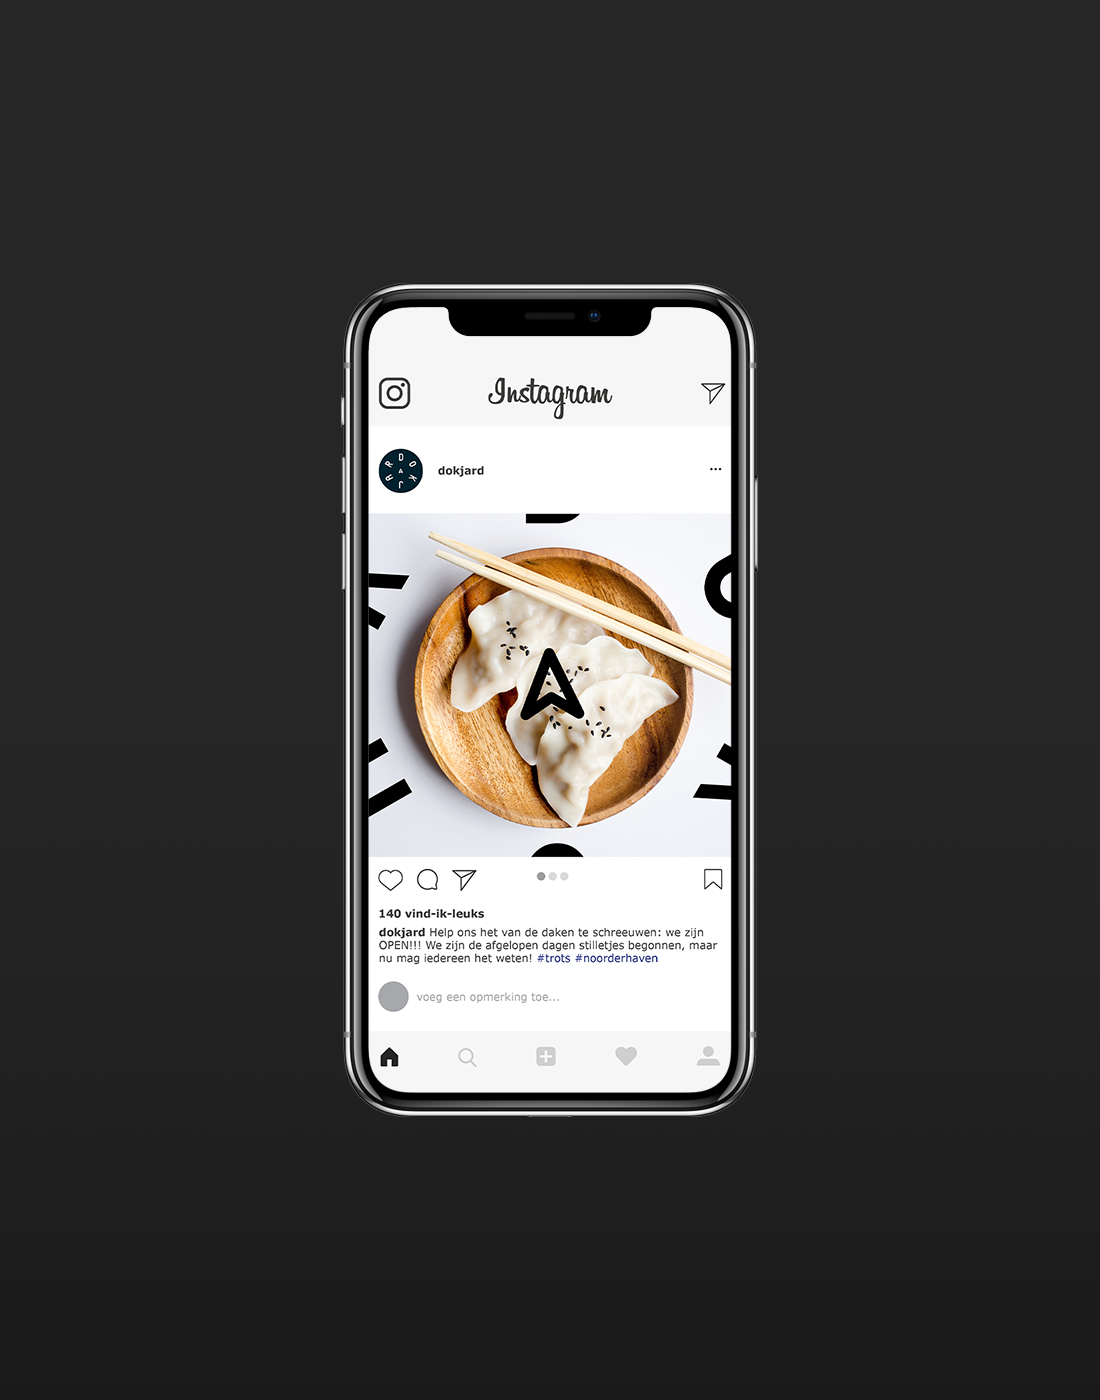 Instagram
DOKJARD
dokjard
140 vind-ik-leuks
dokjard Help ons het van de daken te schreeuwen: we zijn
OPEN!!! We zijn de afgelopen dagen stilletjes begonnen, maar
nu mag iedereen het weten! #trots #noorderhaven
voeg een opmerking toe...